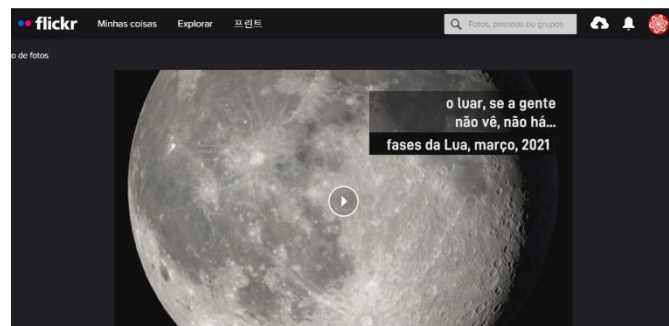 flickr Minhas coisas Explorar 프린트 Fotos, pessoas ou grupos
o de fotos
o luar, se a gente
não vê, não há...
fases da Lua, março, 2021